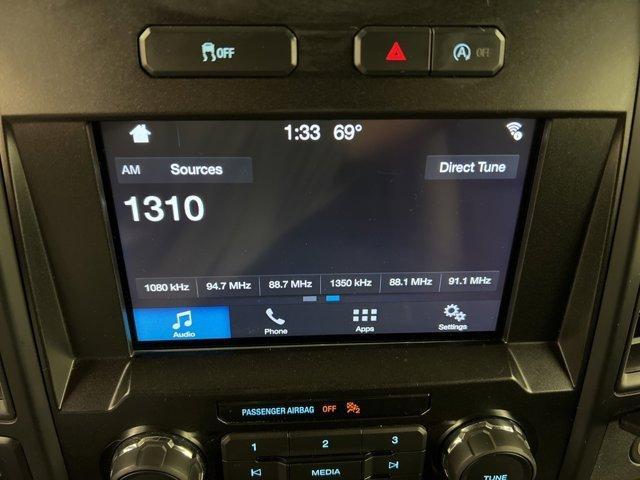 OFF
A OFF
1:33 69°
AM Sources Direct Tune
1310
1080 kHz 94.7 MHz 88.7 MHz 1350 kHz 88.1 MHz 91.1 MHz
Audio Phone Apps Settings
PASSENGER AIRBAG OFF 2
1 2 3
MEDIA
TUNE